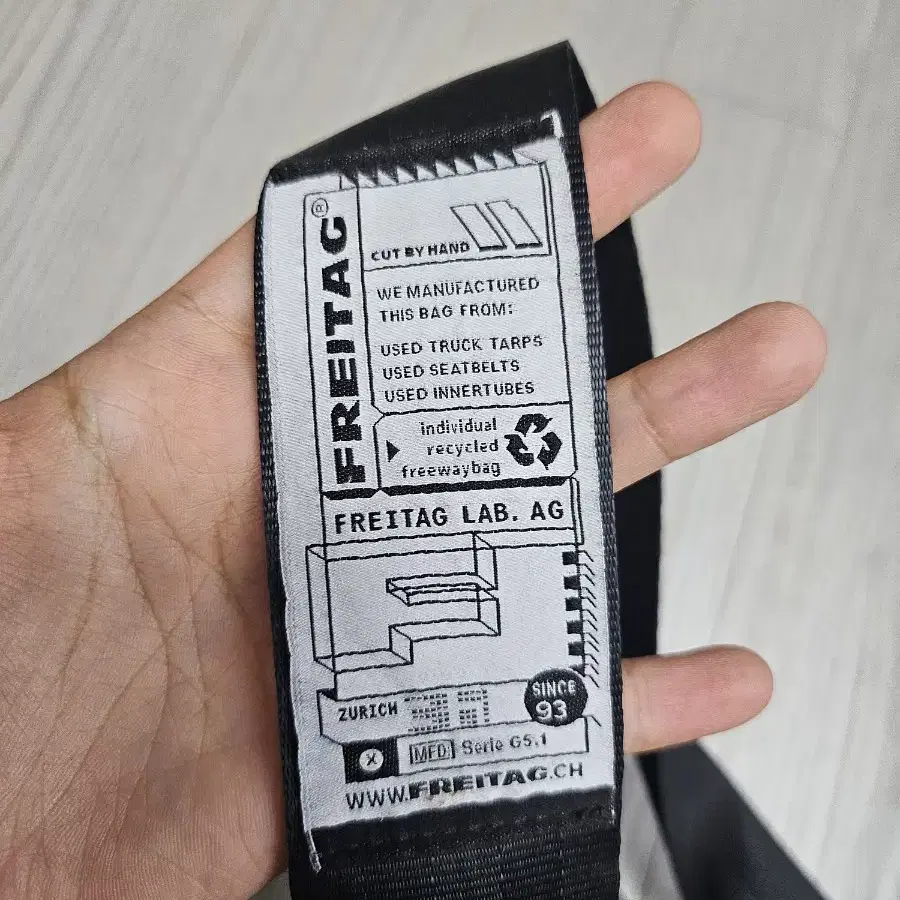 FREITAG®
CUT BY HAND
WE MANUFACTURED
THIS BAG FROM:
USED TRUCK TARPS
USED SEATBELTS
USED INNERTUBES
individual
recycled
freewaybag
FREITAG LAB. AG
ZURICH
SINCE
93
MFD Serie G5.1
WWW.FREITAG.CH